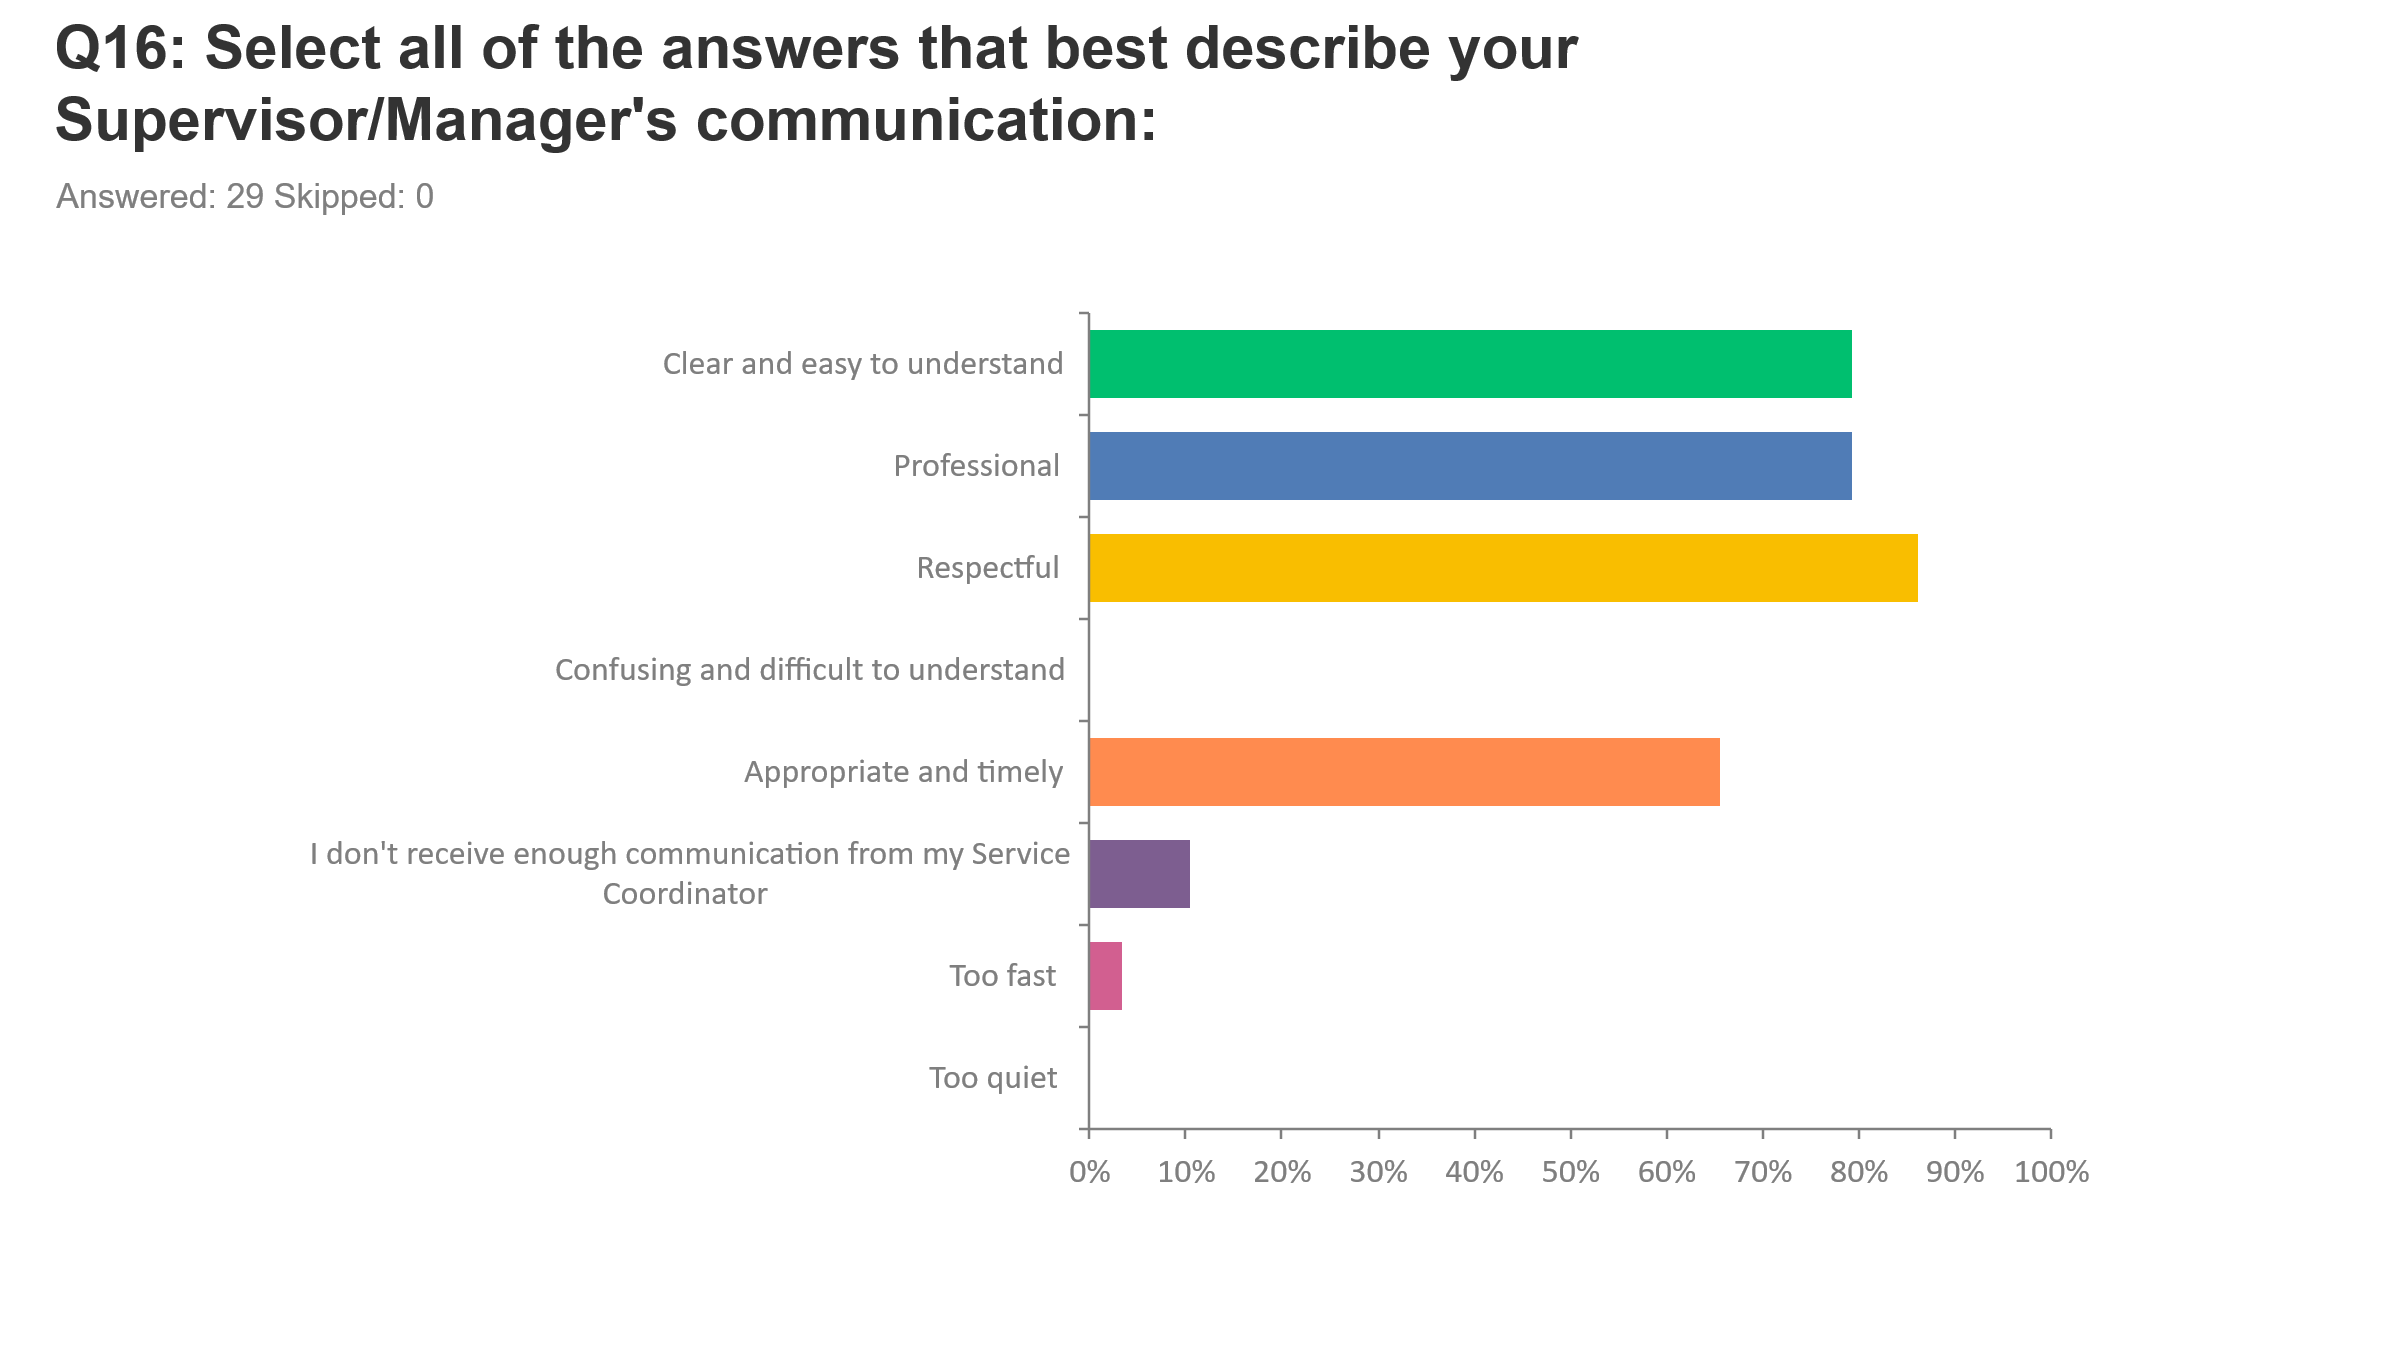 Q16: Select all of the answers that best describe your
Supervisor/Manager's communication:
Answered: 29 Skipped: 0
Clear and easy to understand
Professional
Respectful
Confusing and difficult to understand
Appropriate and timely
I don't receive enough communication from my Service
Coordinator
Too fast
Too quiet
0% 10% 20% 30% 40% 50% 60% 70% 80% 90% 100%